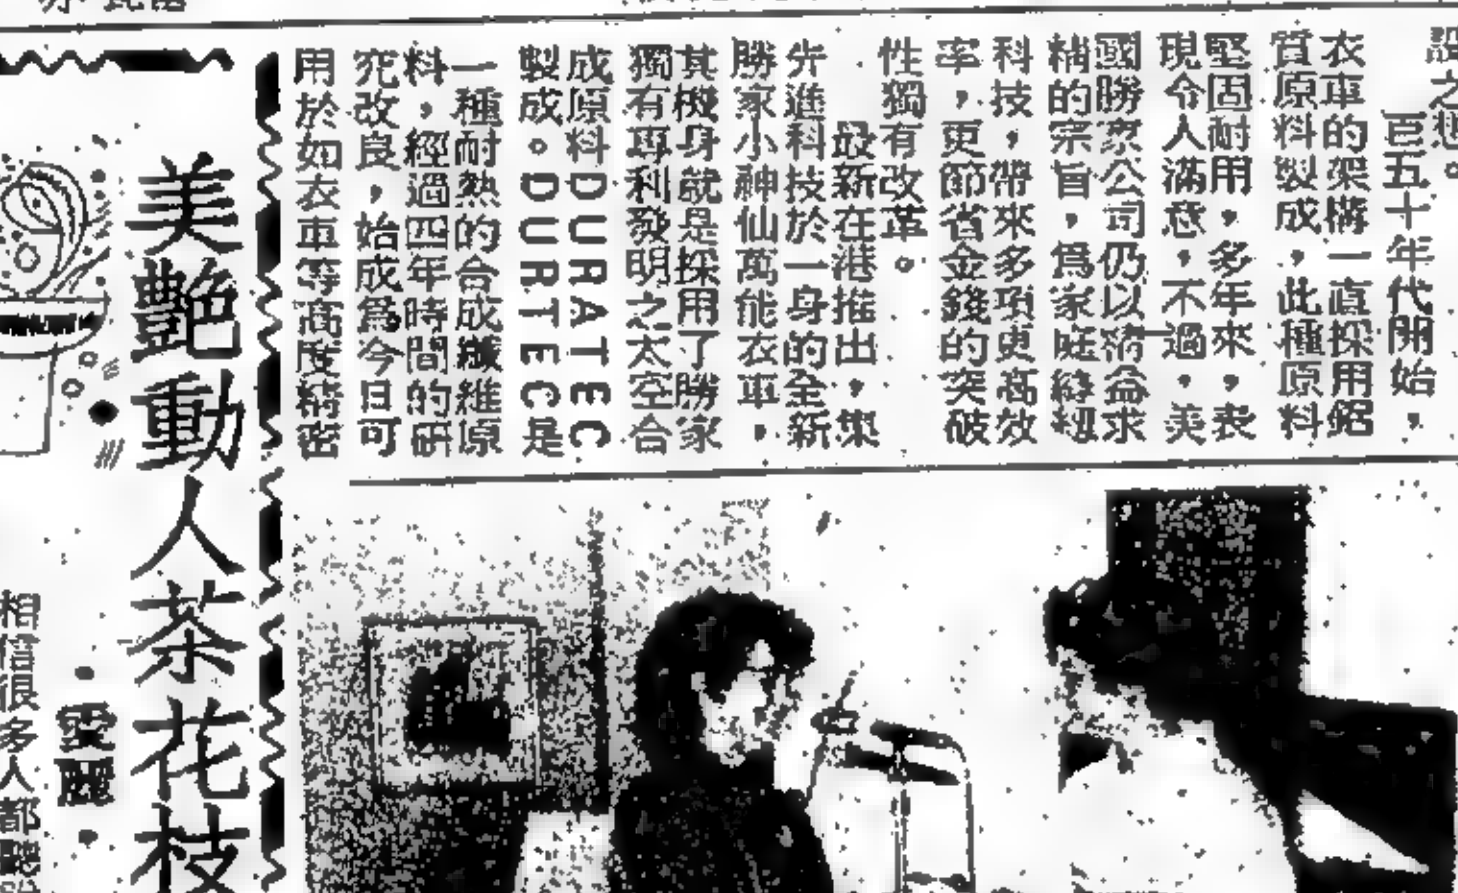 設之想。
自五十年代開始，
衣車的架構一直採用鋁
質原料製成，此種原料
堅固耐用，多年來，表
現令人滿意，不過，美
國勝家公司仍以精益求
精的宗旨，為家庭縫紉
科技，帶來多項更高效
率，更節省金錢的突破
性獨有改革。
最新在港推出，集
先進科技於一身的全新
勝家小神仙萬能衣車，
其機身就是採用了勝家
獨有專利發明之太空合
成原料DURATEC
製成。DURTEC是
一種耐熱的合成纖維原
料，經過四年時間的研
究改良，始成爲今日可
用於如衣車等高度精密
美艷動人茶花枝
愛麗
相信很多人都